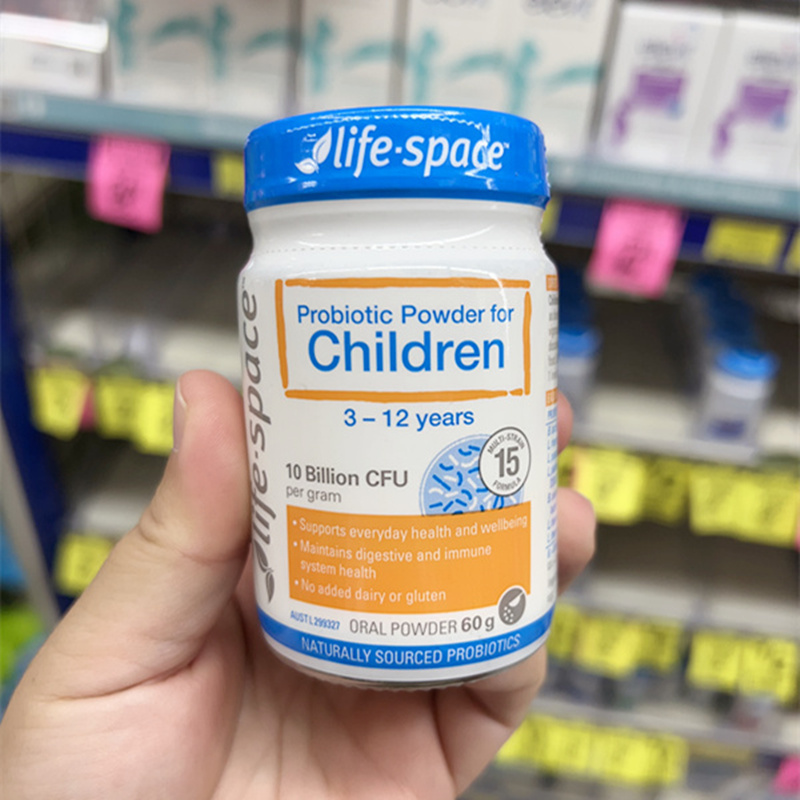 life·space™
Probiotic Powder for
Children
3 – 12 years
life·space
10 Billion CFU
per gram
MULTI-STRAIN
15
FORMULA
• Supports everyday health and wellbeing
• Maintains digestive and immune
system health
• No added dairy or gluten
AUST L 299327
ORAL POWDER 60 g
NATURALLY SOURCED PROBIOTICS